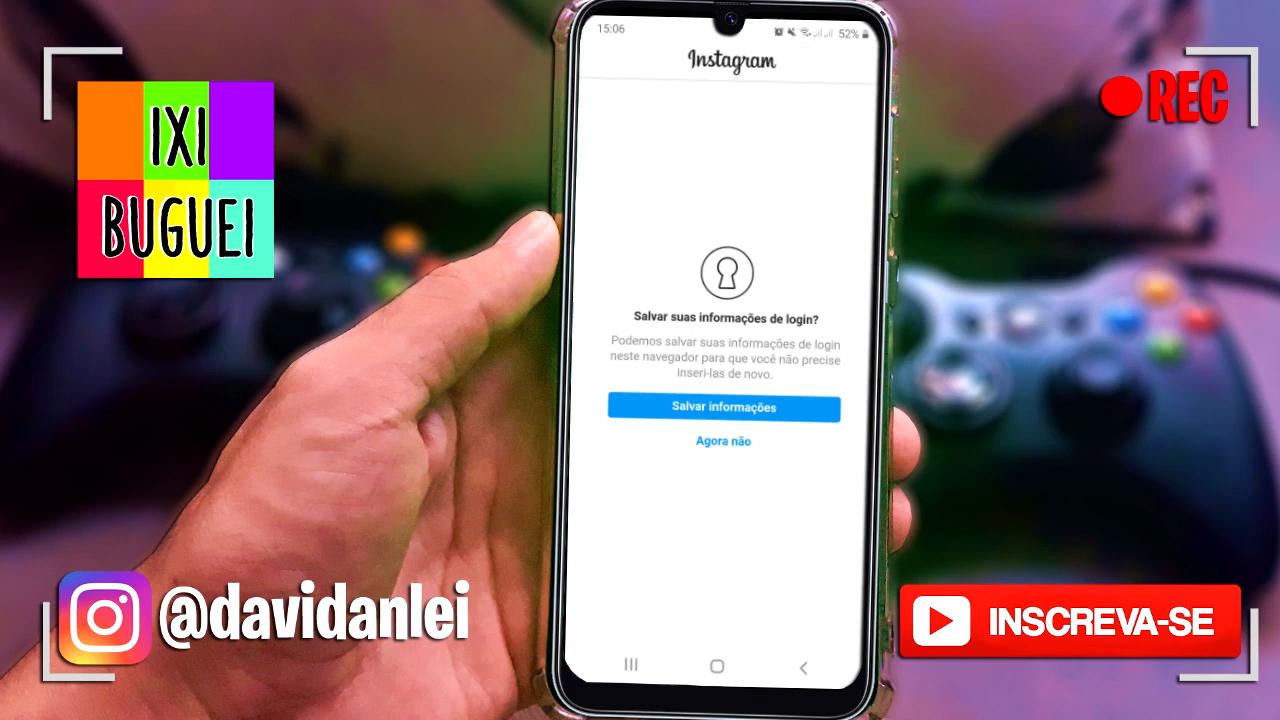 15:06
52%
Instagram
REC
IXI
BUGUEI
Salvar suas informações de login?
Podemos salvar suas informações de login
neste navegador para que você não precise
inseri-las de novo.
Salvar informações
Agora não
@davidanlei
INSCREVA-SE